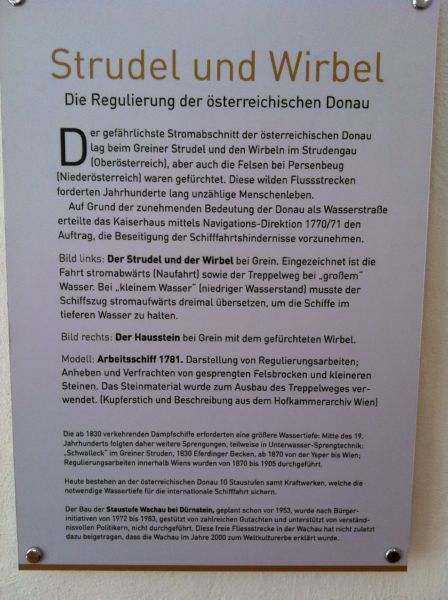 Strudel und Wirbel
Die Regulierung der österreichischen Donau
Der gefährlichste Stromabschnitt der österreichischen Donau
lag beim Greiner Strudel und den Wirbeln im Strudengau
(Oberösterreich), aber auch die Felsen bei Persenbeug
(Niederösterreich) waren gefürchtet. Diese wilden Flussstrecken
forderten Jahrhunderte lang unzählige Menschenleben.
Auf Grund der zunehmenden Bedeutung der Donau als Wasserstraße
erteilte das Kaiserhaus mittels Navigations-Direktion 1770/71 den
Auftrag, die Beseitigung der Schifffahrtshindernisse vorzunehmen.
Bild links: Der Strudel und der Wirbel bei Grein. Eingezeichnet ist die
Fahrt stromabwärts (Naufahrt) sowie der Treppelweg bei „großem"
Wasser. Bei „kleinem Wasser" (niedriger Wasserstand) musste der
Schiffszug stromaufwärts dreimal übersetzen, um die Schiffe im
tieferen Wasser zu halten.
Bild rechts: Der Hausstein bei Grein mit dem gefürchteten Wirbel.
Modell: Arbeitsschiff 1781. Darstellung von Regulierungsarbeiten;
Anheben und Verfrachten von gesprengten Felsbrocken und kleineren
Steinen. Das Steinmaterial wurde zum Ausbau des Treppelweges ver-
wendet. (Kupferstich und Beschreibung aus dem Hofkammerarchiv Wien)
Die ab 1830 verkehrenden Dampfschiffe erforderten eine größere Wassertiefe: Mitte des 19.
Jahrhunderts folgten daher weitere Sprengungen, teilweise in Unterwasser-Sprengtechnik:
„Schwalleck" im Greiner Struden, 1830 Eferdinger Becken, ab 1870 von der Ysper bis Wien;
Regulierungsarbeiten innerhalb Wiens wurden von 1870 bis 1905 durchgeführt.
Heute bestehen an der österreichischen Donau 10 Staustufen samt Kraftwerken, welche die
notwendige Wassertiefe für die internationale Schifffahrt sichern.
Der Bau der Staustufe Wachau bei Dürnstein, geplant schon vor 1953, wurde nach Bürger-
initiativen von 1972 bis 1983, gestützt von zahlreichen Gutachten und unterstützt von verständ-
nisvollen Politikern, nicht durchgeführt. Diese freie Fliessstrecke in der Wachau hat nicht zuletzt
dazu beigetragen, dass die Wachau im Jahre 2000 zum Weltkulturerbe erklärt wurde.